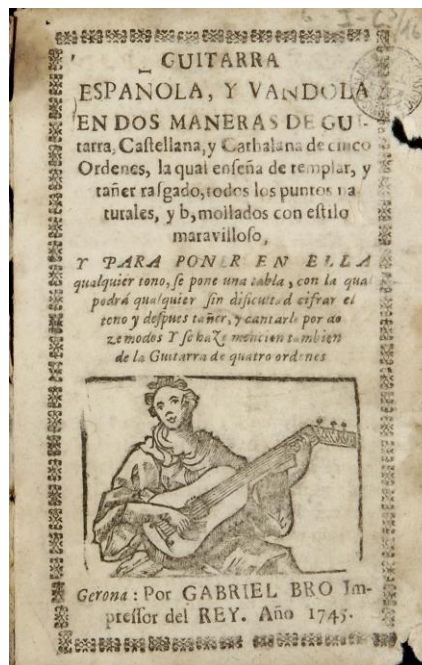 GUITARRA
ESPAÑOLA, Y VANDOLA
EN DOS MANERAS DE GUI-
tarra, Caſtellana, y Cathalana de cinco
Ordenes, la qual enſeña de templar, y
tañer raſgado, todos los puntos na
turales, y b, mollados con eſtilo
maravilloſo,
Y PARA PONER EN ELLA
qualquier tono, ſe pone una tabla, con la qua
podrá qualquier ſin dificultad cifrar el
tono y deſpues tañer, y cantarle por do
ze modos Y ſe haze mencion tambien
de la Guitarra de quatro ordenes
Gerona: Por GABRIEL BRO Im-
preſſor del REY. Año 1745.